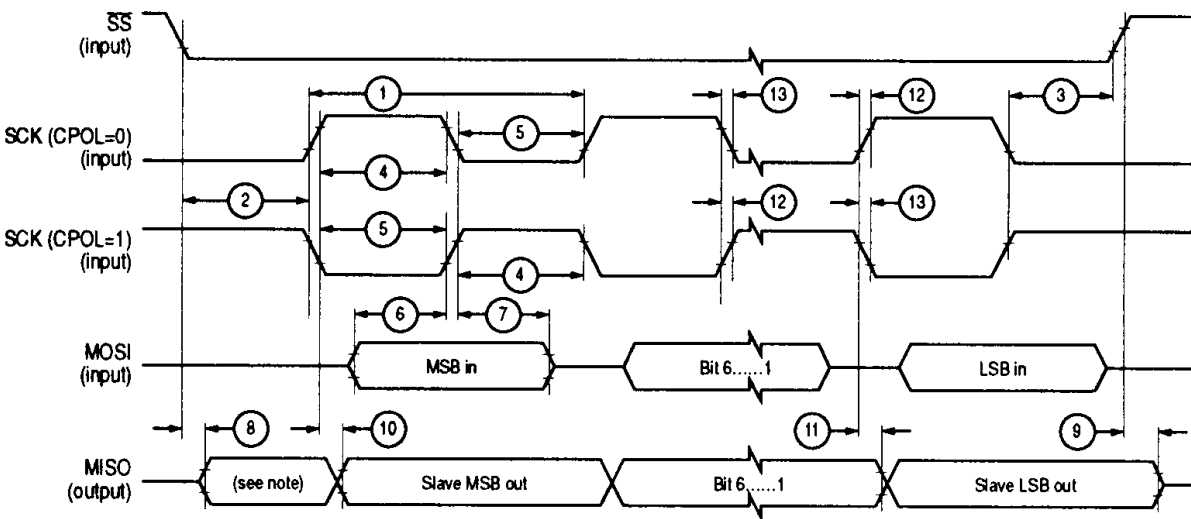 SS
(input)
1
13
12
3
SCK (CPOL=0)
(input)
5
4
2
12
13
SCK (CPOL=1)
(input)
5
4
6
7
MOSI
(input)
MSB in
Bit 6......1
LSB in
8
10
11
9
MISO
(output)
(see note)
Slave MSB out
Bit 6......1
Slave LSB out